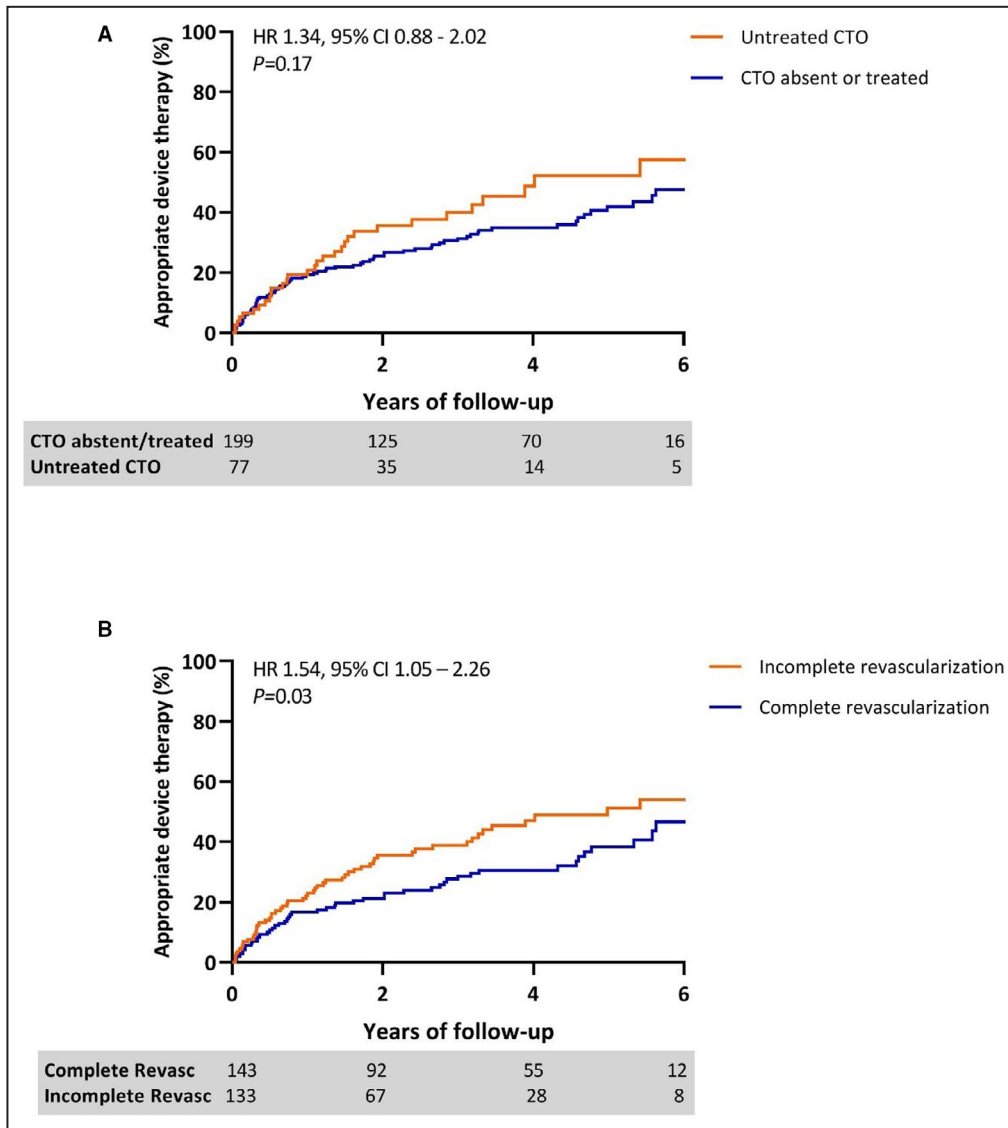 A
HR 1.34, 95% CI 0.88 - 2.02
P=0.17
Untreated CTO
CTO absent or treated
Appropriate device therapy (%)
100
80
60
40
20
0
0 2 4 6
Years of follow-up
CTO abstent/treated 199 125 70 16
Untreated CTO 77 35 14 5
B
HR 1.54, 95% CI 1.05 – 2.26
P=0.03
Incomplete revascularization
Complete revascularization
Appropriate device therapy (%)
100
80
60
40
20
0
0 2 4 6
Years of follow-up
Complete Revasc 143 92 55 12
Incomplete Revasc 133 67 28 8